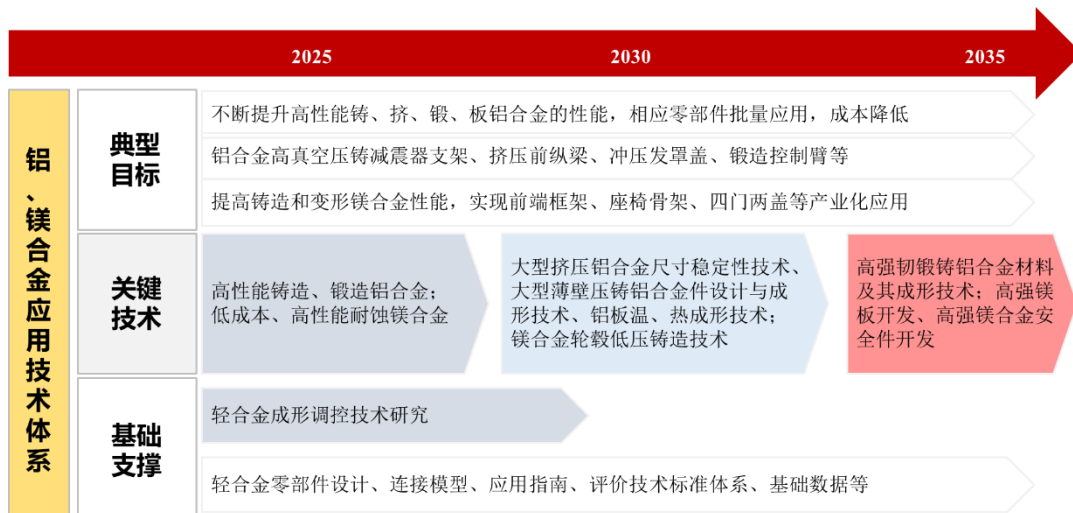 2025
2030
2035
铝、镁合金应用技术体系
典型
目标
不断提升高性能铸、挤、锻、板铝合金的性能，相应零部件批量应用，成本降低
铝合金高真空压铸减震器支架、挤压前纵梁、冲压发罩盖、锻造控制臂等
提高铸造和变形镁合金性能，实现前端框架、座椅骨架、四门两盖等产业化应用
关键
技术
高性能铸造、锻造铝合金；
低成本、高性能耐蚀镁合金
大型挤压铝合金尺寸稳定性技术、
大型薄壁压铸铝合金件设计与成
形技术、铝板温、热成形技术；
镁合金轮毂低压铸造技术
高强韧锻铸铝合金材料
及其成形技术；高强镁
板开发、高强镁合金安
全件开发
基础
支撑
轻合金成形调控技术研究
轻合金零部件设计、连接模型、应用指南、评价技术标准体系、基础数据等